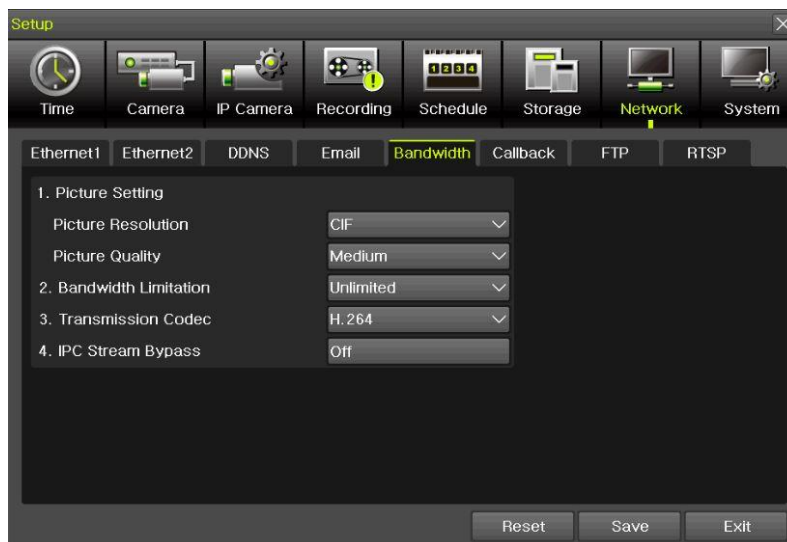 Setup
Time Camera IP Camera Recording 1234 Schedule Storage Network System
Ethernet1 Ethernet2 DDNS Email Bandwidth Callback FTP RTSP
1. Picture Setting
Picture Resolution CIF
Picture Quality Medium
2. Bandwidth Limitation Unlimited
3. Transmission Codec H.264
4. IPC Stream Bypass Off
Reset Save Exit